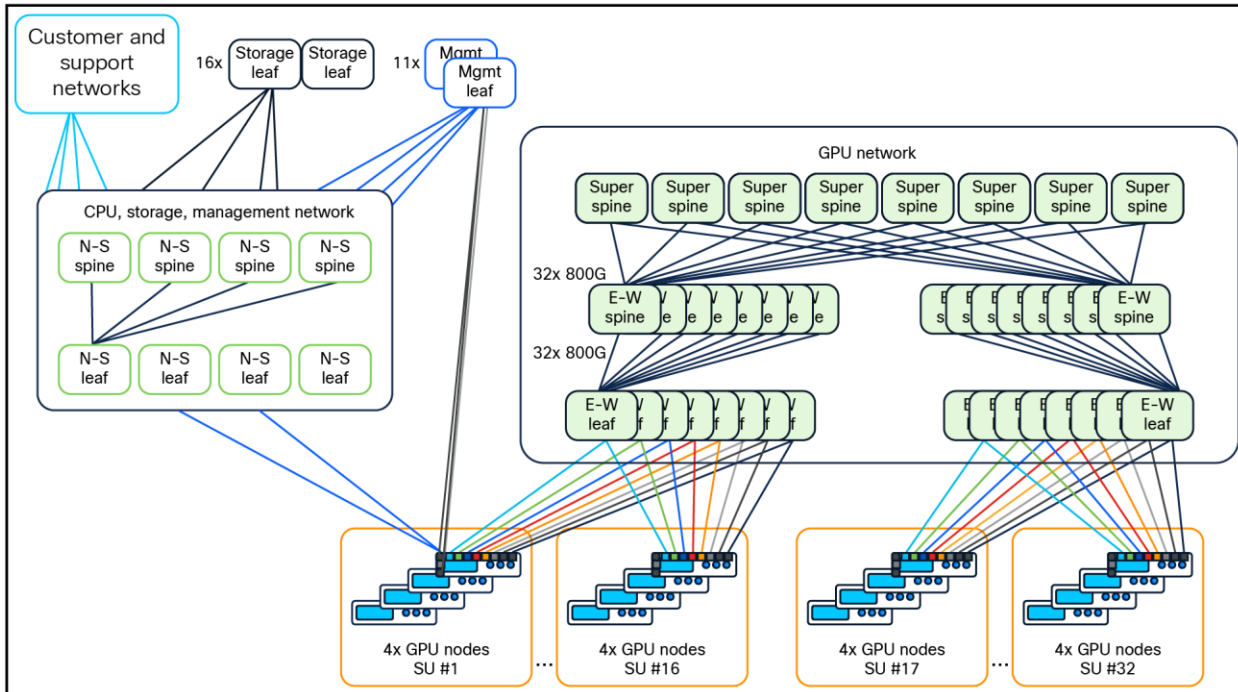 Customer and
support
networks
16x
Storage
leaf
Storage
leaf
11x
Mgmt
Mgmt
leaf
GPU network
Super
spine
Super
spine
Super
spine
Super
spine
Super
spine
Super
spine
Super
spine
Super
spine
CPU, storage, management network
N-S
spine
N-S
spine
N-S
spine
N-S
spine
32x 800G
E-W
spine
E-W
spine
N-S
leaf
N-S
leaf
N-S
leaf
N-S
leaf
32x 800G
E-W
leaf
E-W
leaf
4x GPU nodes
SU #1
...
4x GPU nodes
SU #16
4x GPU nodes
SU #17
...
4x GPU nodes
SU #32